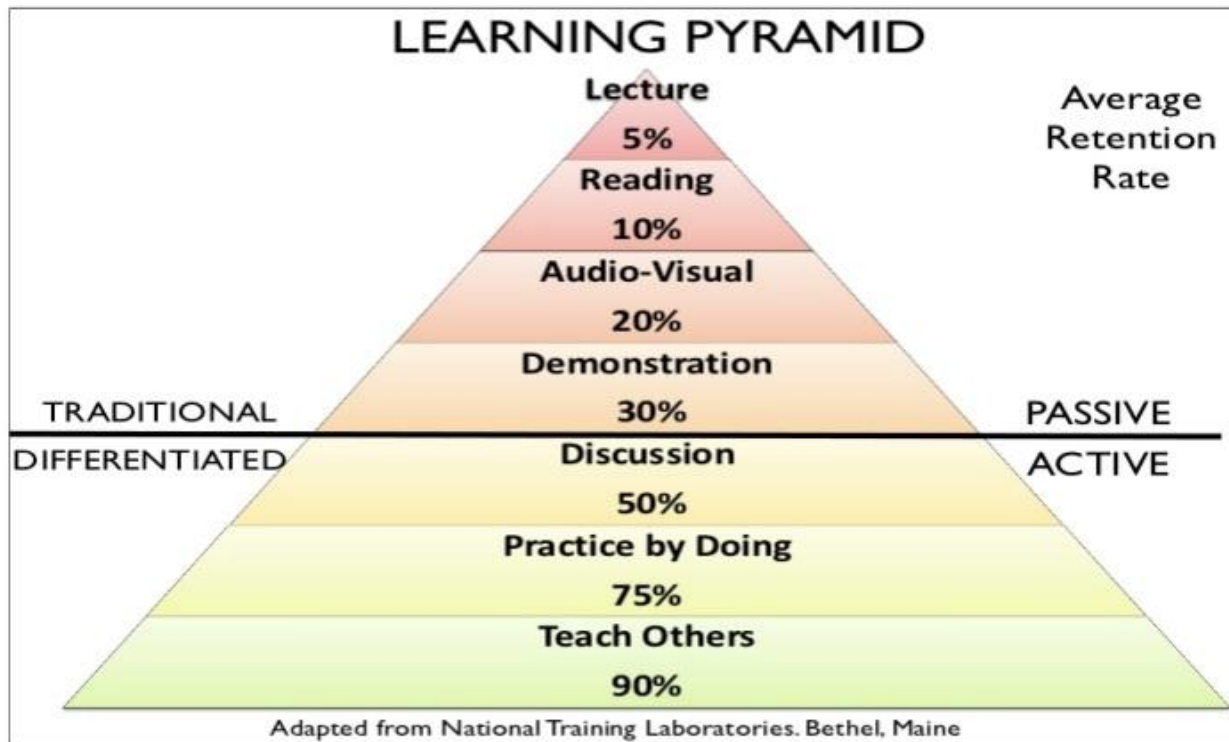 LEARNING PYRAMID
Average
Retention
Rate
Lecture
5%
Reading
10%
Audio-Visual
20%
Demonstration
30%
TRADITIONAL
PASSIVE
DIFFERENTIATED
ACTIVE
Discussion
50%
Practice by Doing
75%
Teach Others
90%
Adapted from National Training Laboratories. Bethel, Maine